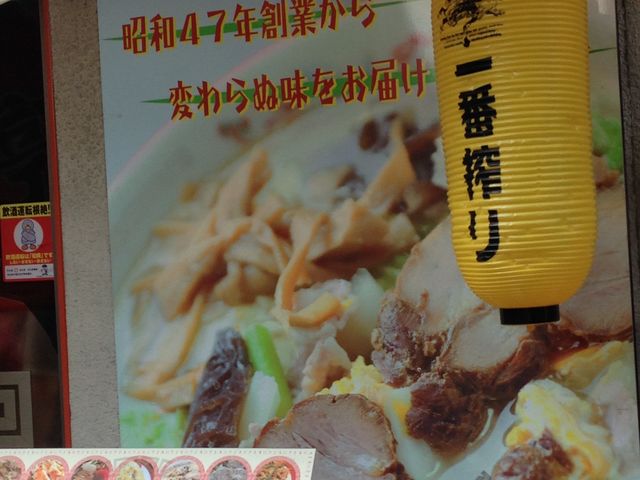 昭和47年創業から
変わらぬ味をお届け
一番搾り
飲酒運転根絶!